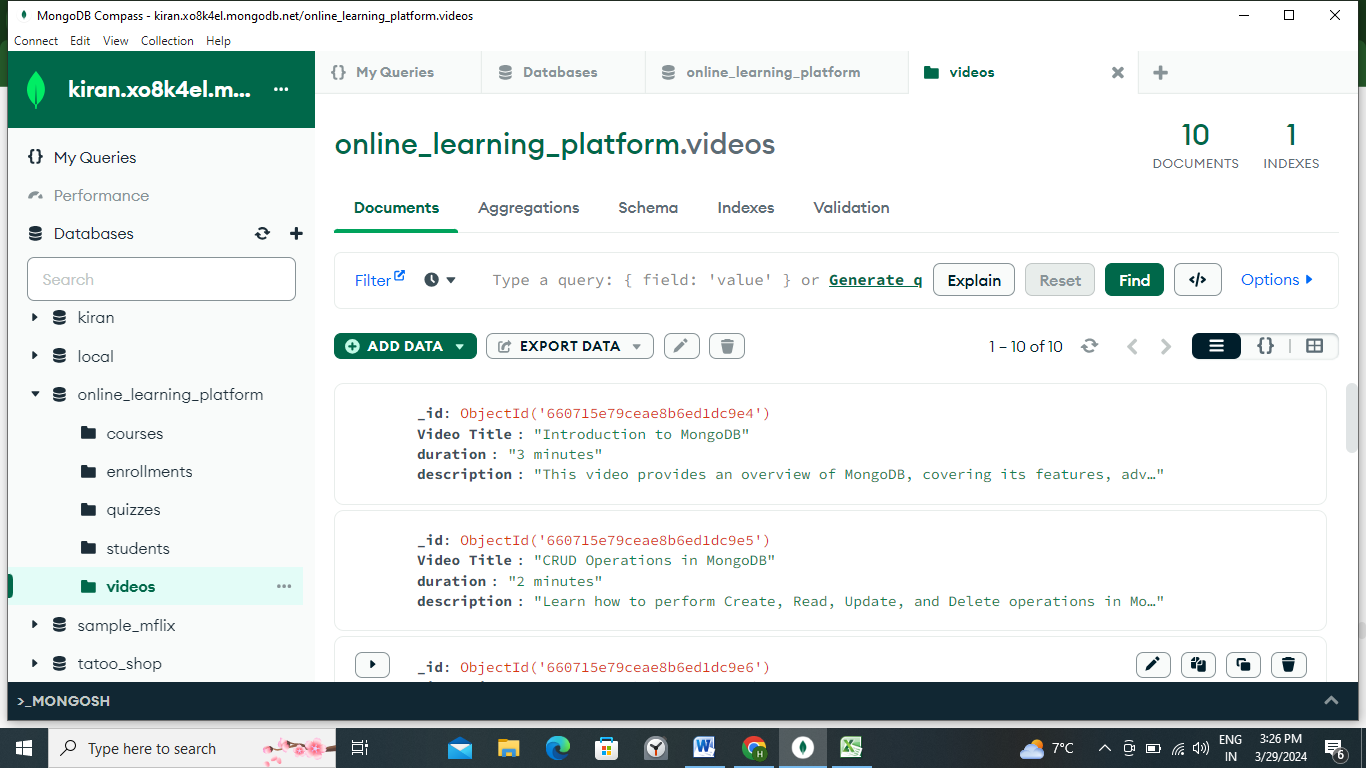 MongoDB Compass - kiran.xo8k4el.mongodb.net/online_learning_platform.videos
Connect Edit View Collection Help
kiran.xo8k4el.m... ...
{} My Queries
Performance
Databases
Search
kiran
local
online_learning_platform
courses
enrollments
quizzes
students
videos ...
sample_mflix
tatoo_shop
{} My Queries Databases online_learning_platform videos
online_learning_platform.videos
10 DOCUMENTS
1 INDEXES
Documents Aggregations Schema Indexes Validation
Filter Type a query: { field: 'value' } or Generate q Explain Reset Find </> Options
ADD DATA EXPORT DATA 1 – 10 of 10 {}
_id: ObjectId('660715e79ceae8b6ed1dc9e4')
Video Title : "Introduction to MongoDB"
duration : "3 minutes"
description : "This video provides an overview of MongoDB, covering its features, adv…"
_id: ObjectId('660715e79ceae8b6ed1dc9e5')
Video Title : "CRUD Operations in MongoDB"
duration : "2 minutes"
description : "Learn how to perform Create, Read, Update, and Delete operations in Mo…"
_id: ObjectId('660715e79ceae8b6ed1dc9e6')
>_MONGOSH
Type here to search
7°C
ENG
IN
3:26 PM
3/29/2024
6